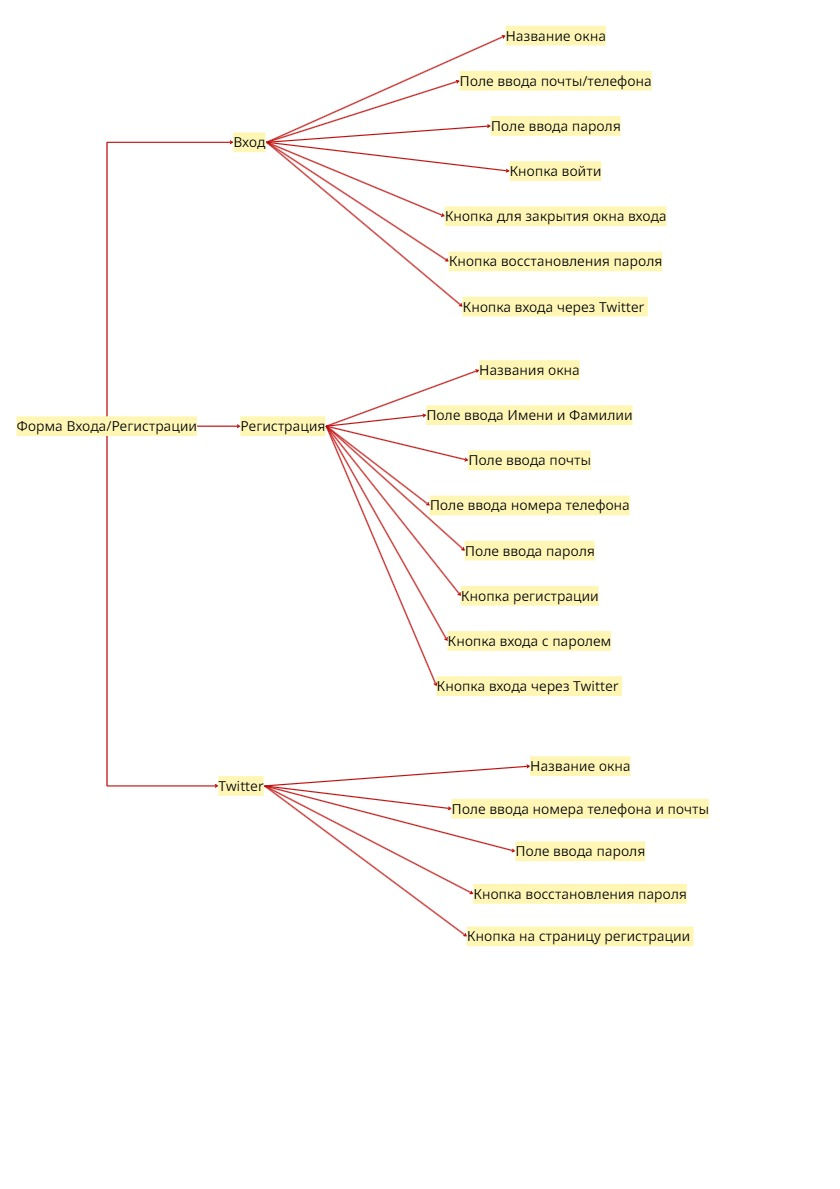 Название окна
Поле ввода почты/телефона
Поле ввода пароля
Вход
Кнопка войти
Кнопка для закрытия окна входа
Кнопка восстановления пароля
Кнопка входа через Twitter
Названия окна
Поле ввода Имени и Фамилии
Форма Входа/Регистрации
Регистрация
Поле ввода почты
Поле ввода номера телефона
Поле ввода пароля
Кнопка регистрации
Кнопка входа с паролем
Кнопка входа через Twitter
Название окна
Twitter
Поле ввода номера телефона и почты
Поле ввода пароля
Кнопка восстановления пароля
Кнопка на страницу регистрации